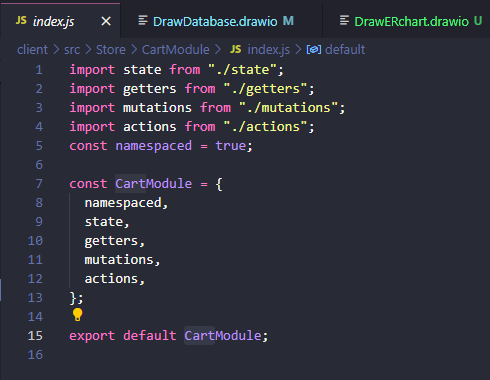 JS index.js × DrawDatabase.drawio M DrawERchart.drawio U
client > src > Store > CartModule > JS index.js > default
1 import state from "./state";
2 import getters from "./getters";
3 import mutations from "./mutations";
4 import actions from "./actions";
5 const namespaced = true;
6
7 const CartModule = {
8 namespaced,
9 state,
10 getters,
11 mutations,
12 actions,
13 };
14
15 export default CartModule;
16